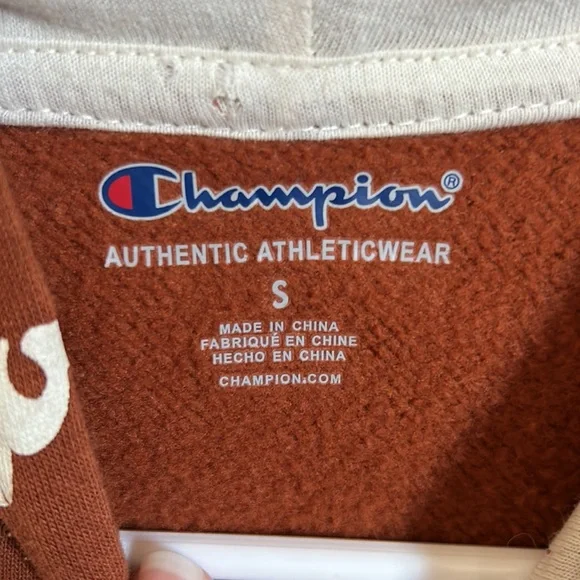 Champion®
AUTHENTIC ATHLETICWEAR
S
MADE IN CHINA
FABRIQUÉ EN CHINE
HECHO EN CHINA
CHAMPION.COM